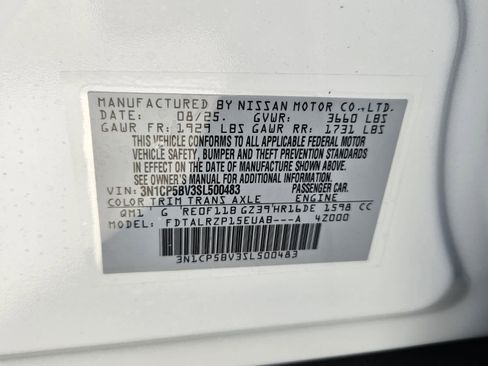 MANUFACTURED BY NISSAN MOTOR CO.,LTD.
DATE: 08/25. GVWR: 3660 LBS
GAWR FR: 1929 LBS GAWR RR: 1731 LBS
THIS VEHICLE CONFORMS TO ALL APPLICABLE FEDERAL MOTOR
VEHICLE SAFETY, BUMPER AND THEFT PREVENTION STANDARDS
IN EFFECT ON THE DATE OF MANUFACTURE SHOWN ABOVE.
SEE OWNER'S MANUAL FOR ADDITIONAL INFORMATION.
VIN: 3N1CP5BV3SL500483 PASSENGER CAR.
COLOR TRIM TRANS AXLE ENGINE
QM1 G RE0F11B GZ39 HR16DE 1598 CC
MODEL: FDTALRZP15EUAB---A 42000
3N1CP5BV3SL500483